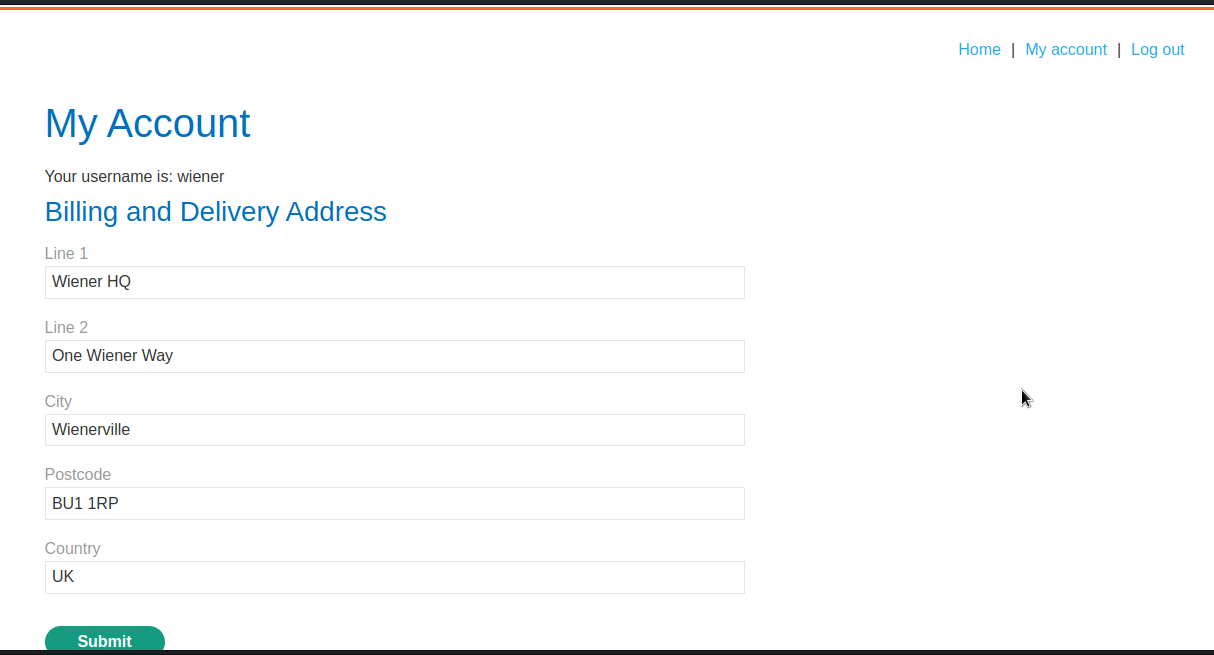 Home | My account | Log out
My Account
Your username is: wiener
Billing and Delivery Address
Line 1
Wiener HQ
Line 2
One Wiener Way
City
Wienerville
Postcode
BU1 1RP
Country
UK
Submit